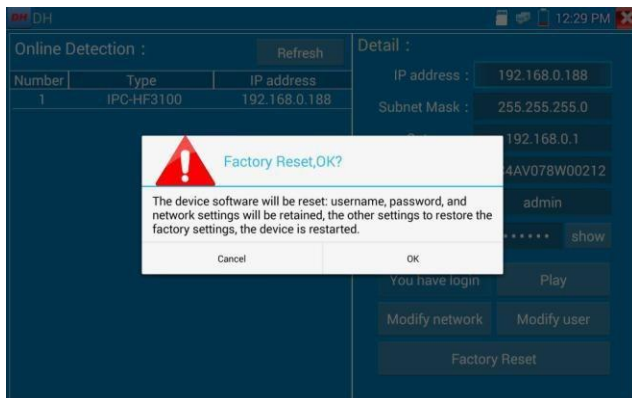 DH DH
12:29 PM
Online Detection :
Refresh
Number Type IP address
1 IPC-HF3100 192.168.0.188
Detail :
IP address : 192.168.0.188
Subnet Mask : 255.255.255.0
192.168.0.1
4AV078W00212
admin
show
Factory Reset,OK?
The device software will be reset: username, password, and
network settings will be retained, the other settings to restore the
factory settings, the device is restarted.
Cancel OK
You have login Play
Modify network Modify user
Factory Reset